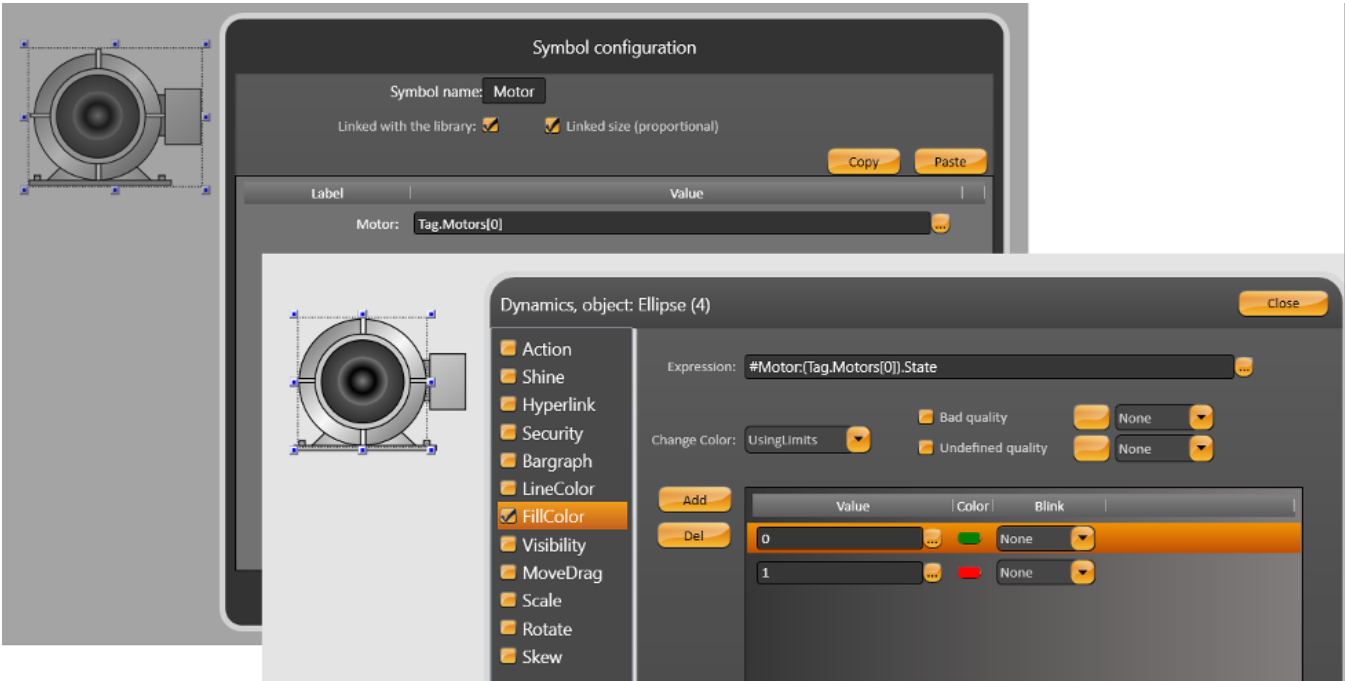 Symbol configuration
Symbol name: Motor
Linked with the library: Linked size (proportional)
Copy Paste
Label Value
Motor: Tag.Motors[0] ...
Dynamics, object: Ellipse (4) Close
Action
Shine
Hyperlink
Security
Bargraph
LineColor
FillColor
Visibility
MoveDrag
Scale
Rotate
Skew
Expression: #Motor:(Tag.Motors[0]).State ...
Change Color: UsingLimits
Bad quality None
Undefined quality None
Add
Del
Value Color Blink
0 ... None
1 ... None